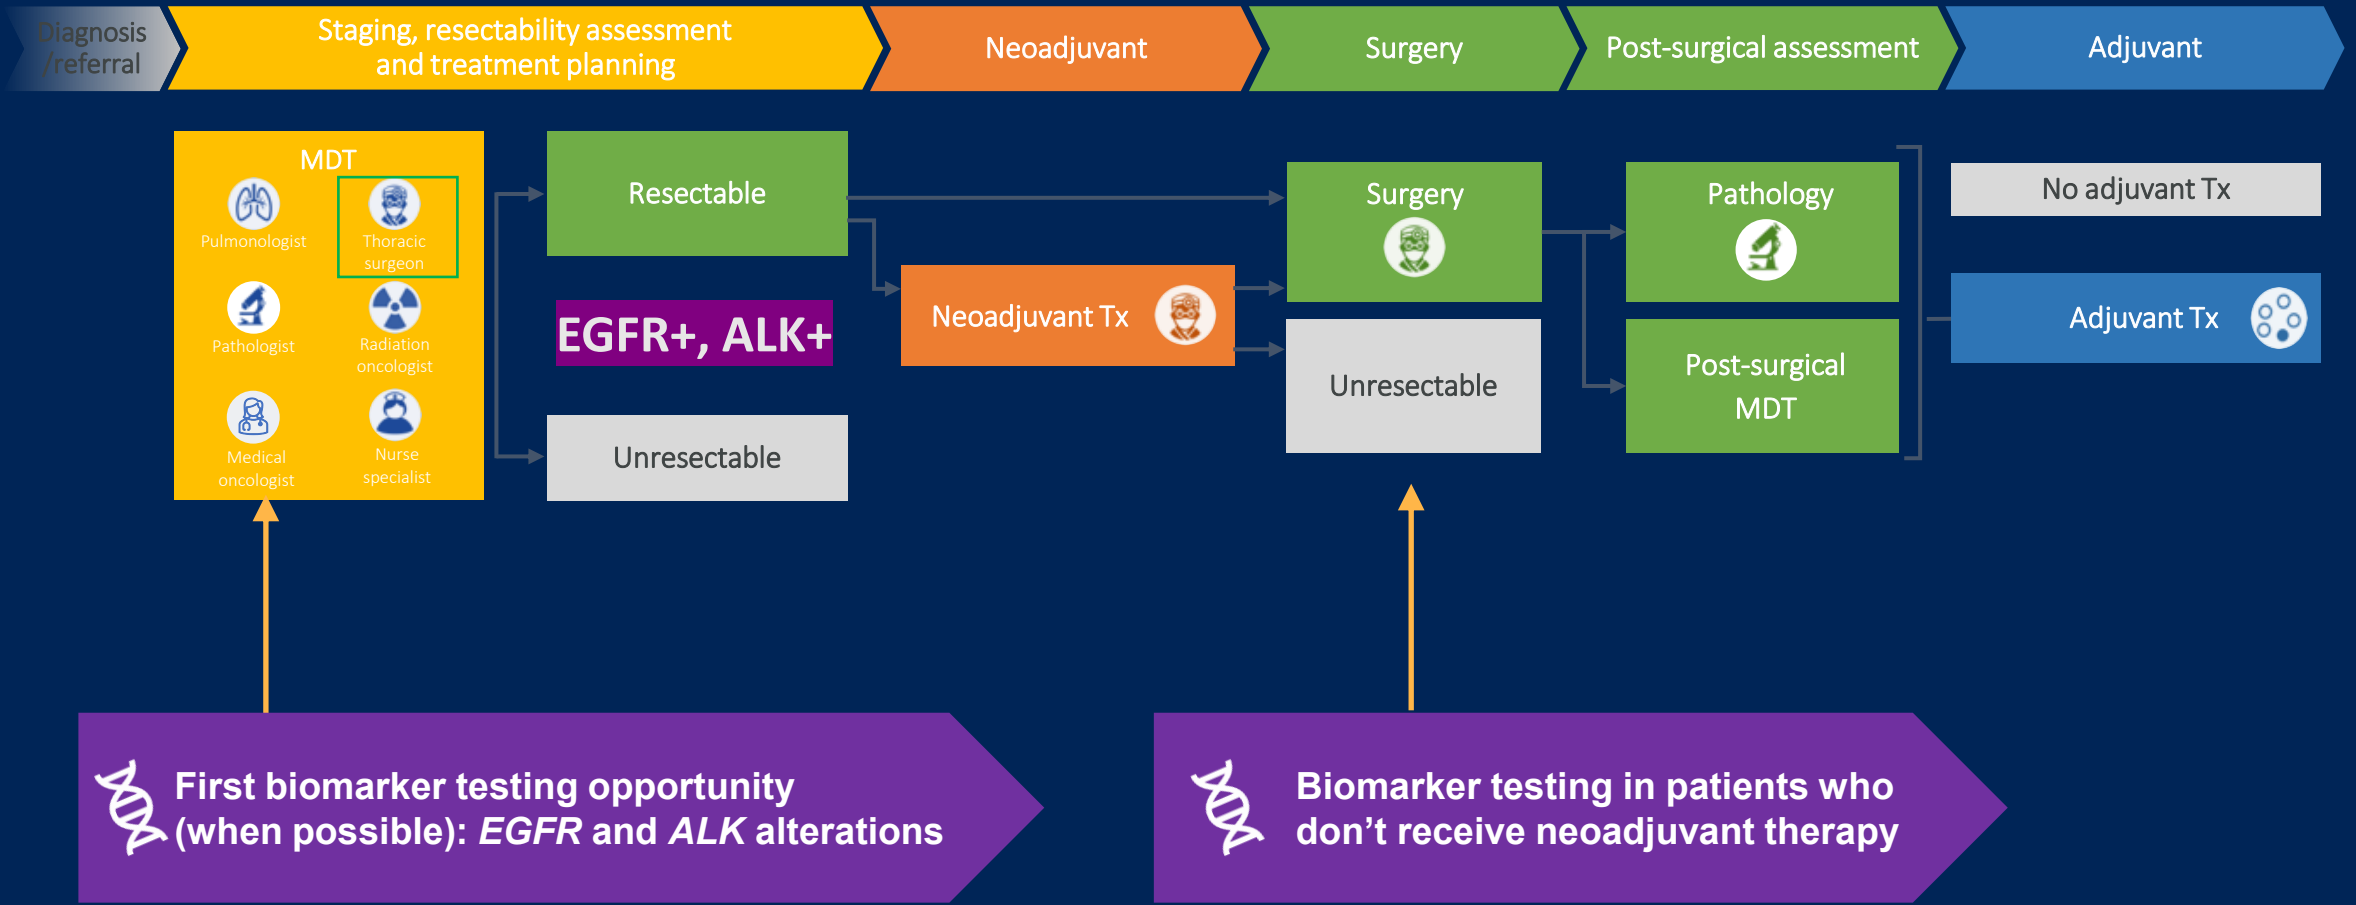 Diagnosis
/referral
Staging, resectability assessment
and treatment planning
Neoadjuvant
Surgery
Post-surgical assessment
Adjuvant
MDT
Pulmonologist
Thoracic
surgeon
Pathologist
Radiation
oncologist
Medical
oncologist
Nurse
specialist
Resectable
EGFR+, ALK+
Unresectable
Neoadjuvant Tx
Surgery
Unresectable
Pathology
Post-surgical
MDT
No adjuvant Tx
Adjuvant Tx
First biomarker testing opportunity
(when possible): EGFR and ALK alterations
Biomarker testing in patients who
don’t receive neoadjuvant therapy